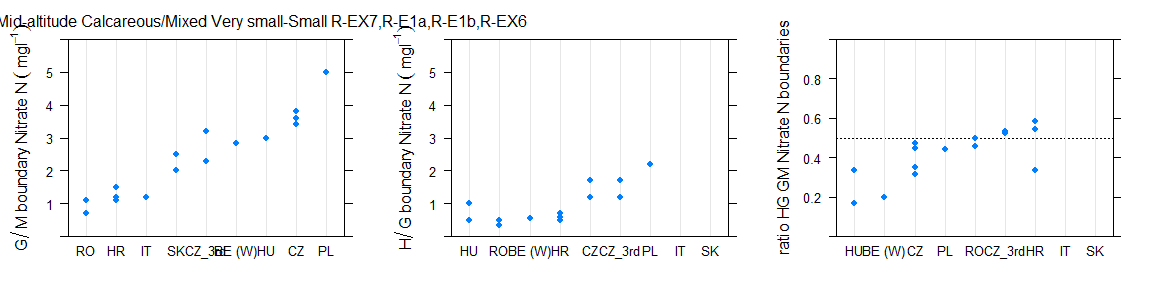 Mid-altitude Calcareous/Mixed Very small-Small R-EX7,R-E1a,R-E1b,R-EX6
G/ M boundary Nitrate N ( mgl⁻¹)
5
4
3
2
1
RO HR IT SK CZ_3rd BE (W) HU CZ PL
H/ G boundary Nitrate N ( mgl⁻¹)
5
4
3
2
1
HU RO BE (W) HR CZ CZ_3rd PL IT SK
ratio HG GM Nitrate N boundaries
0.8
0.6
0.4
0.2
HU BE (W) CZ PL RO CZ_3rd HR IT SK